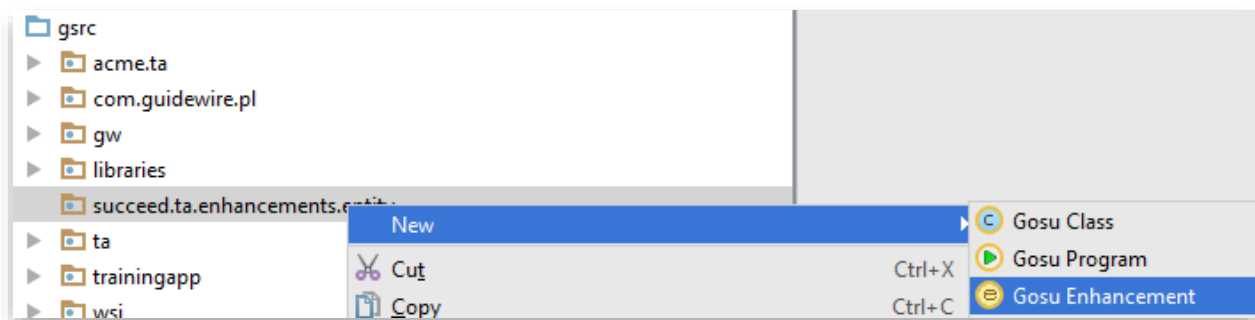 gsrc
acme.ta
com.guidewire.pl
gw
libraries
succeed.ta.enhancements.entity
New
Gosu Class
ta
Gosu Program
trainingapp
Cut Ctrl+X
Gosu Enhancement
wsi
Copy Ctrl+C